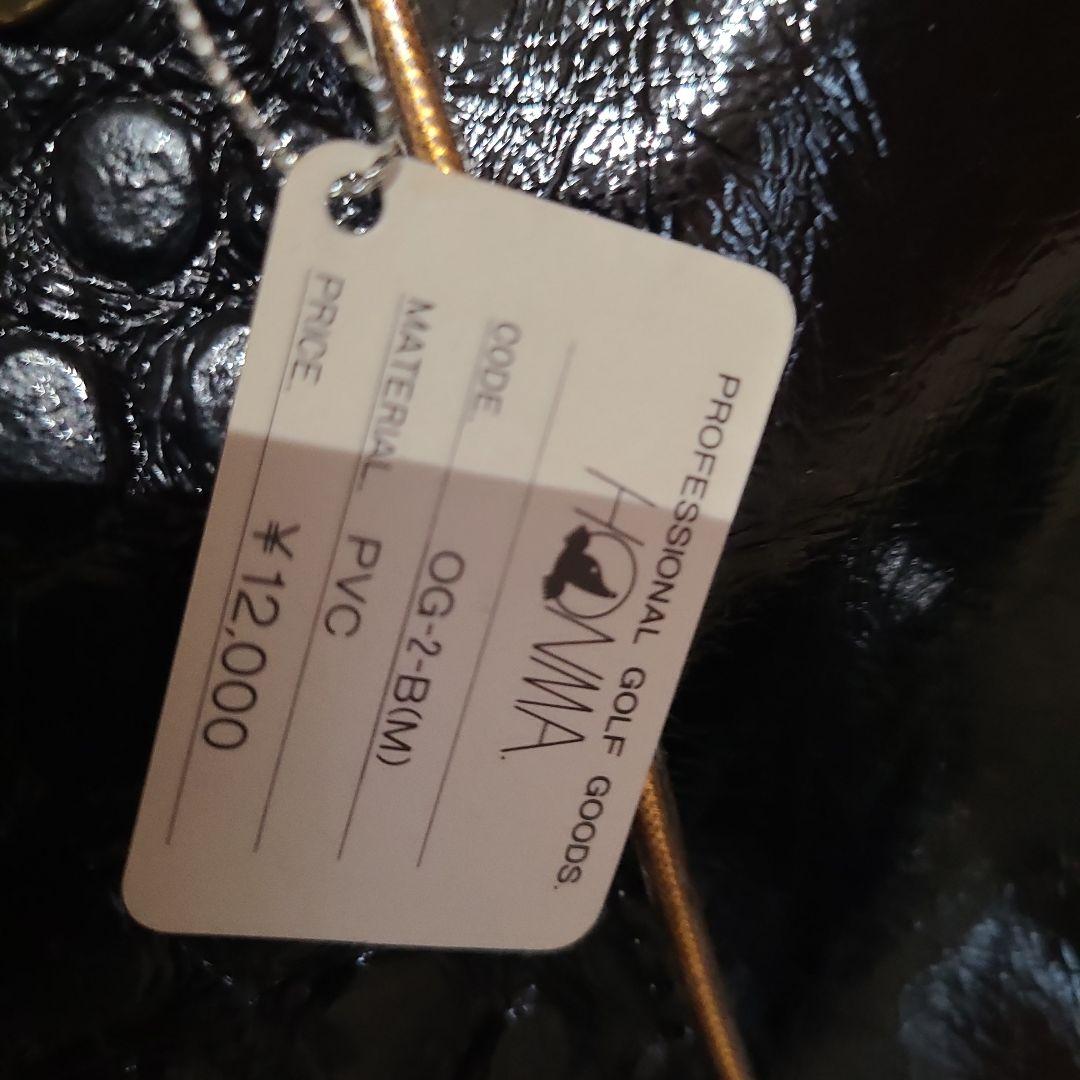 PROFESSIONAL GOLF GOODS.
HONMA
CODE OG-2-B(M)
MATERIAL PVC
PRICE ¥12,000